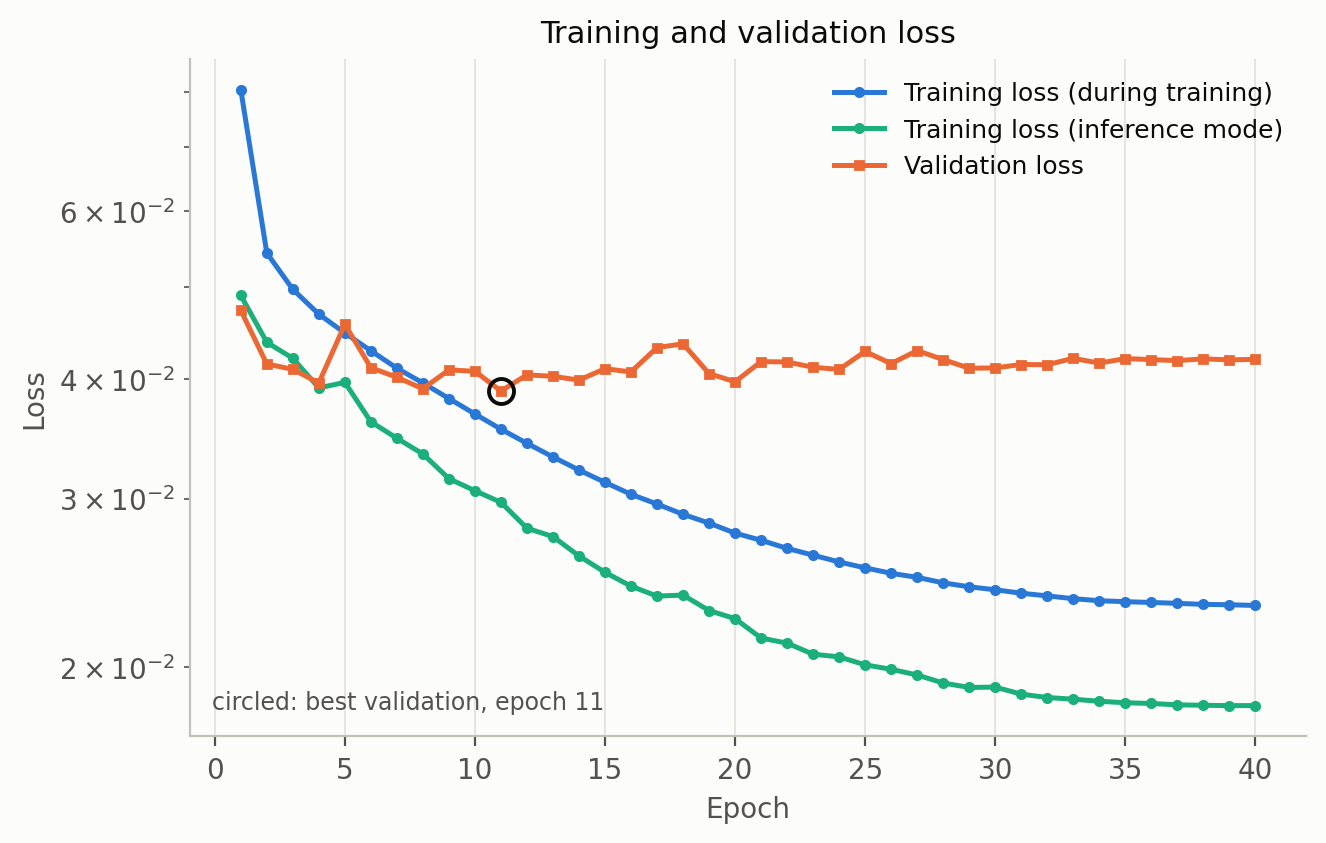 Training and validation loss
Training loss (during training)
Training loss (inference mode)
Validation loss
6 × 10⁻²
4 × 10⁻²
3 × 10⁻²
2 × 10⁻²
Loss
circled: best validation, epoch 11
0 5 10 15 20 25 30 35 40
Epoch